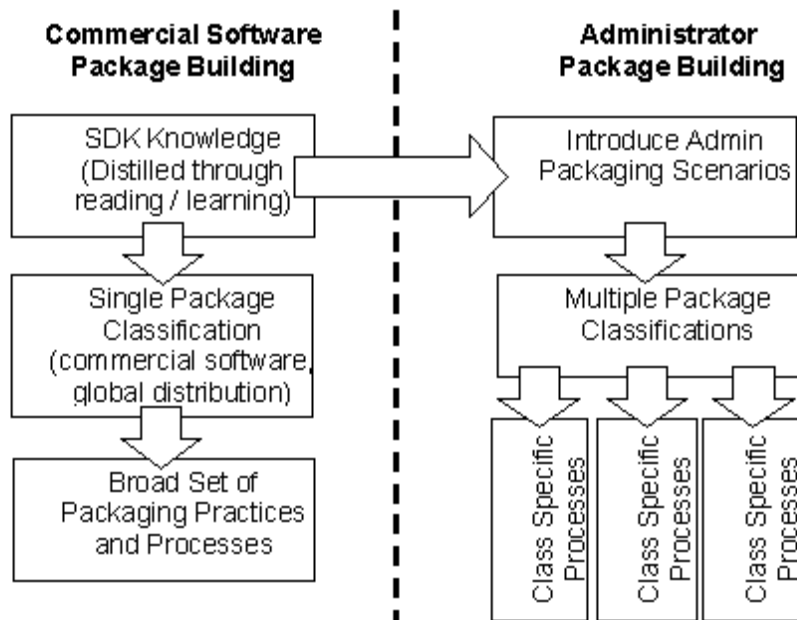 Commercial Software
Package Building
SDK Knowledge
(Distilled through
reading / learning)
Single Package
Classification
(commercial software,
global distribution)
Broad Set of
Packaging Practices
and Processes
Administrator
Package Building
Introduce Admin
Packaging Scenarios
Multiple Package
Classifications
Class Specific
Processes
Class Specific
Processes
Class Specific
Processes